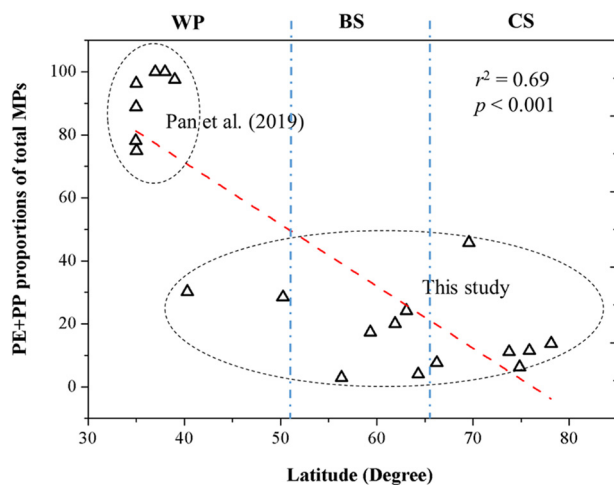 WP BS CS
r² = 0.69
p < 0.001
Pan et al. (2019)
This study
PE+PP proportions of total MPs
100
80
60
40
20
0
30 40 50 60 70 80
Latitude (Degree)